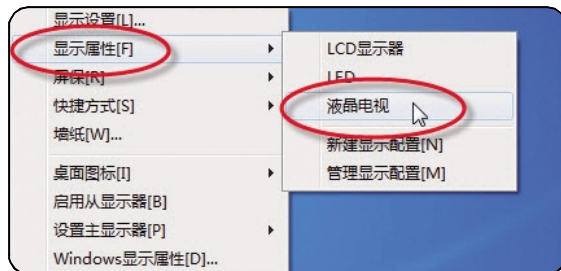 显示设置[L]...
显示属性[F]
屏保[R]
快捷方式[S]
墙纸[W]...
桌面图标[I]
启用从显示器[B]
设置主显示器[P]
Windows显示属性[D]...
LCD显示器
LED
液晶电视
新建显示配置[N]
管理显示配置[M]